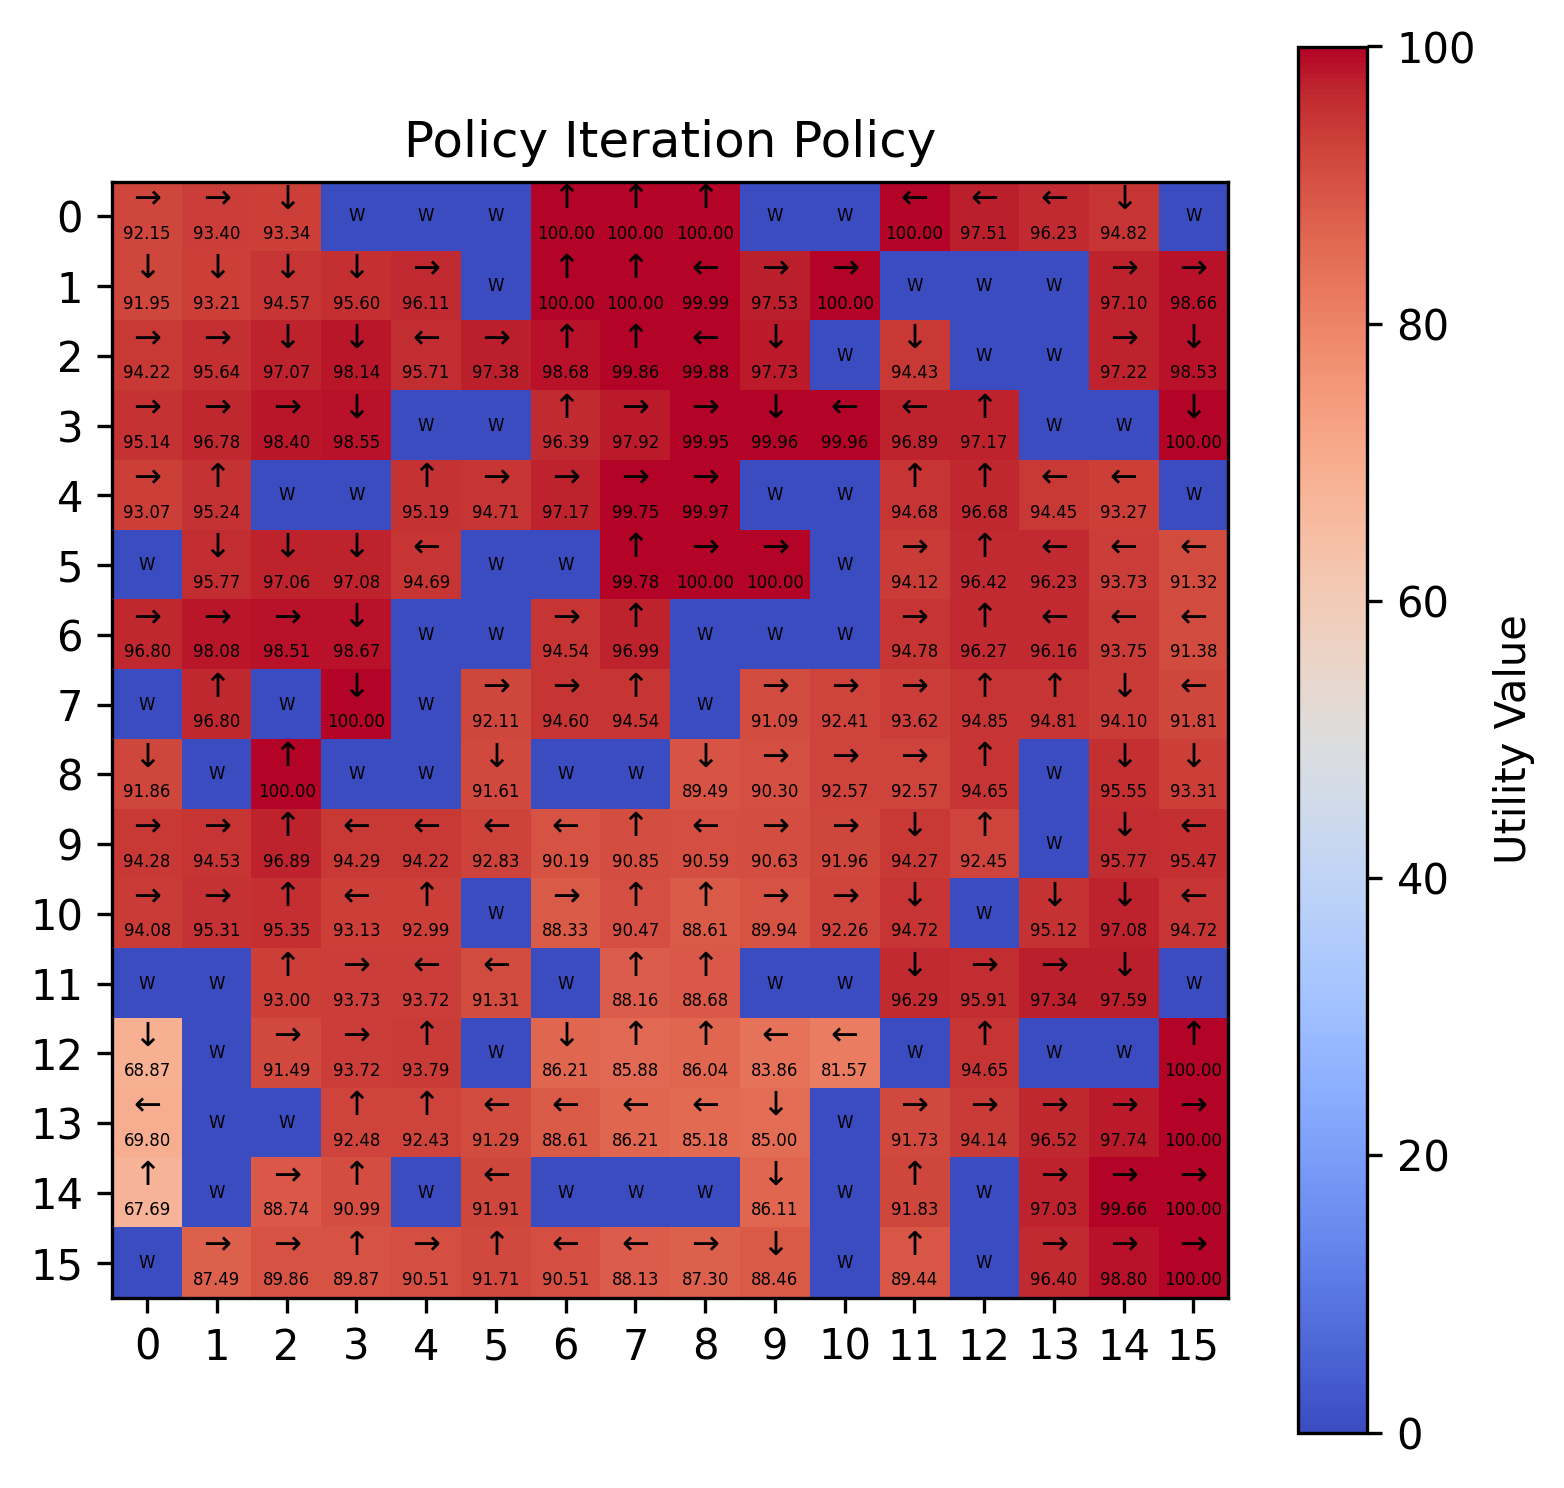 Policy Iteration Policy
100
80
60
40
20
0
Utility Value
0 → → ↓ W W W ↑ ↑ ↑ W W ← ← ← ↓ W
92.15 93.40 93.34 100.00 100.00 100.00 100.00 97.51 96.23 94.82
1 ↓ ↓ ↓ ↓ → W ↑ ↑ ← → → W W W → →
91.95 93.21 94.57 95.60 96.11 100.00 100.00 99.99 97.53 100.00 97.10 98.66
2 → → ↓ ↓ ← → ↑ ↑ ← ↓ W ↓ W W → ↓
94.22 95.64 97.07 98.14 95.71 97.38 98.68 99.86 99.88 97.73 94.43 97.22 98.53
3 → → → ↓ W W ↑ → → ↓ ← ← ↑ W W ↓
95.14 96.78 98.40 98.55 96.39 97.92 99.95 99.96 99.96 96.89 97.17 100.00
4 → ↑ W W ↑ → → → → W W ↑ ↑ ← ← W
93.07 95.24 95.19 94.71 97.17 99.75 99.97 94.68 96.68 94.45 93.27
5 W ↓ ↓ ↓ ← W W ↑ → → W → ↑ ← ← ←
95.77 97.06 97.08 94.69 99.78 100.00 100.00 94.12 96.42 96.23 93.73 91.32
6 → → → ↓ W W → ↑ W W W → ↑ ← ← ←
96.80 98.08 98.51 98.67 94.54 96.99 94.78 96.27 96.16 93.75 91.38
7 W ↑ W ↓ W → → ↑ W → → → ↑ ↑ ↓ ←
96.80 100.00 92.11 94.60 94.54 91.09 92.41 93.62 94.85 94.81 94.10 91.81
8 ↓ W ↑ W W ↓ W W ↓ → → → ↑ W ↓ ↓
91.86 100.00 91.61 89.49 90.30 92.57 92.57 94.65 95.55 93.31
9 → → ↑ ← ← ← ← ↑ ← → → ↓ ↑ W ↓ ←
94.28 94.53 96.89 94.29 94.22 92.83 90.19 90.85 90.59 90.63 91.96 94.27 92.45 95.77 95.47
10 → → ↑ ← ↑ W → ↑ ↑ → → ↓ W ↓ ↓ ←
94.08 95.31 95.35 93.13 92.99 88.33 90.47 88.61 89.94 92.26 94.72 95.12 97.08 94.72
11 W W ↑ → ← ← W ↑ ↑ W W ↓ → → ↓ W
93.00 93.73 93.72 91.31 88.16 88.68 96.29 95.91 97.34 97.59
12 ↓ W → → ↑ W ↓ ↑ ↑ ← ← W ↑ W W ↑
68.87 91.49 93.72 93.79 86.21 85.88 86.04 83.86 81.57 94.65 100.00
13 ← W W ↑ ↑ ← ← ← ← ↓ W → → → → →
69.80 92.48 92.43 91.29 88.61 86.21 85.18 85.00 91.73 94.14 96.52 97.74 100.00
14 ↑ W → ↑ W ← W W W ↓ W ↑ W → → →
67.69 88.74 90.99 91.91 86.11 91.83 97.03 99.66 100.00
15 W → → ↑ → ↑ ← ← → ↓ W ↑ W → → →
87.49 89.86 89.87 90.51 91.71 90.51 88.13 87.30 88.46 89.44 96.40 98.80 100.00
0 1 2 3 4 5 6 7 8 9 10 11 12 13 14 15